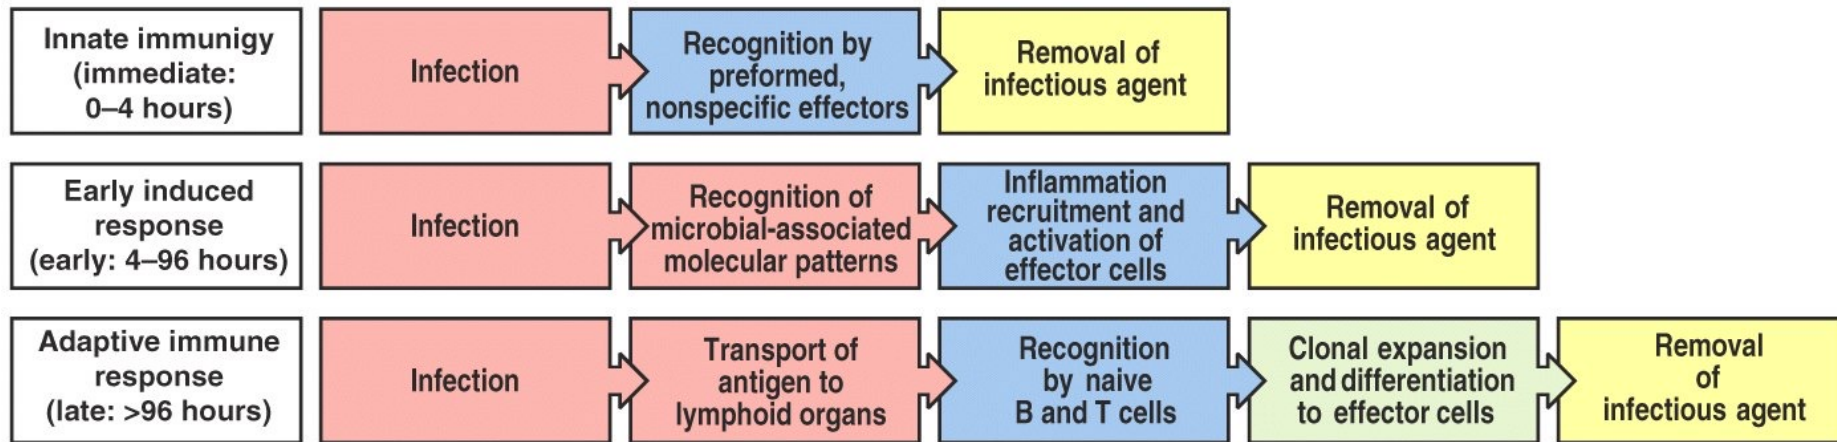 Innate immunigy
(immediate:
0–4 hours)
Infection
Recognition by
preformed,
nonspecific effectors
Removal of
infectious agent
Early induced
response
(early: 4–96 hours)
Infection
Recognition of
microbial-associated
molecular patterns
Inflammation
recruitment and
activation of
effector cells
Removal of
infectious agent
Adaptive immune
response
(late: >96 hours)
Infection
Transport of
antigen to
lymphoid organs
Recognition
by naive
B and T cells
Clonal expansion
and differentiation
to effector cells
Removal
of
infectious agent